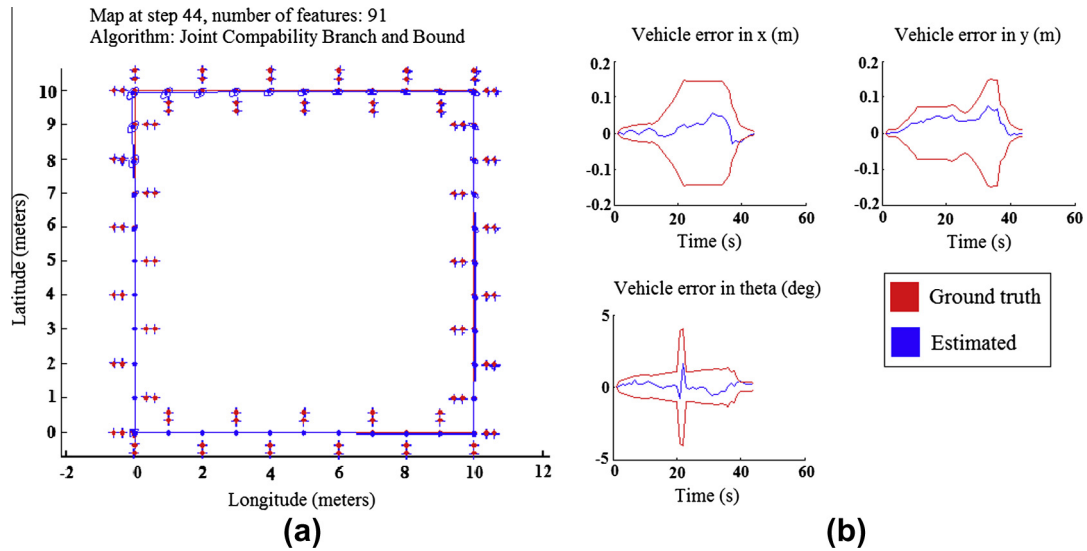 Map at step 44, number of features: 91
Algorithm: Joint Compability Branch and Bound
10
9
8
7
6
5
4
3
2
1
0
Latitude (meters)
-2 0 2 4 6 8 10 12
Longitude (meters)
(a)
Vehicle error in x (m)
0.2
0.1
0
-0.1
-0.2
0 20 40 60
Time (s)
Vehicle error in y (m)
0.2
0.1
0
-0.1
-0.2
0 20 40 60
Time (s)
Vehicle error in theta (deg)
5
0
-5
0 20 40 60
Time (s)
Ground truth
Estimated
(b)